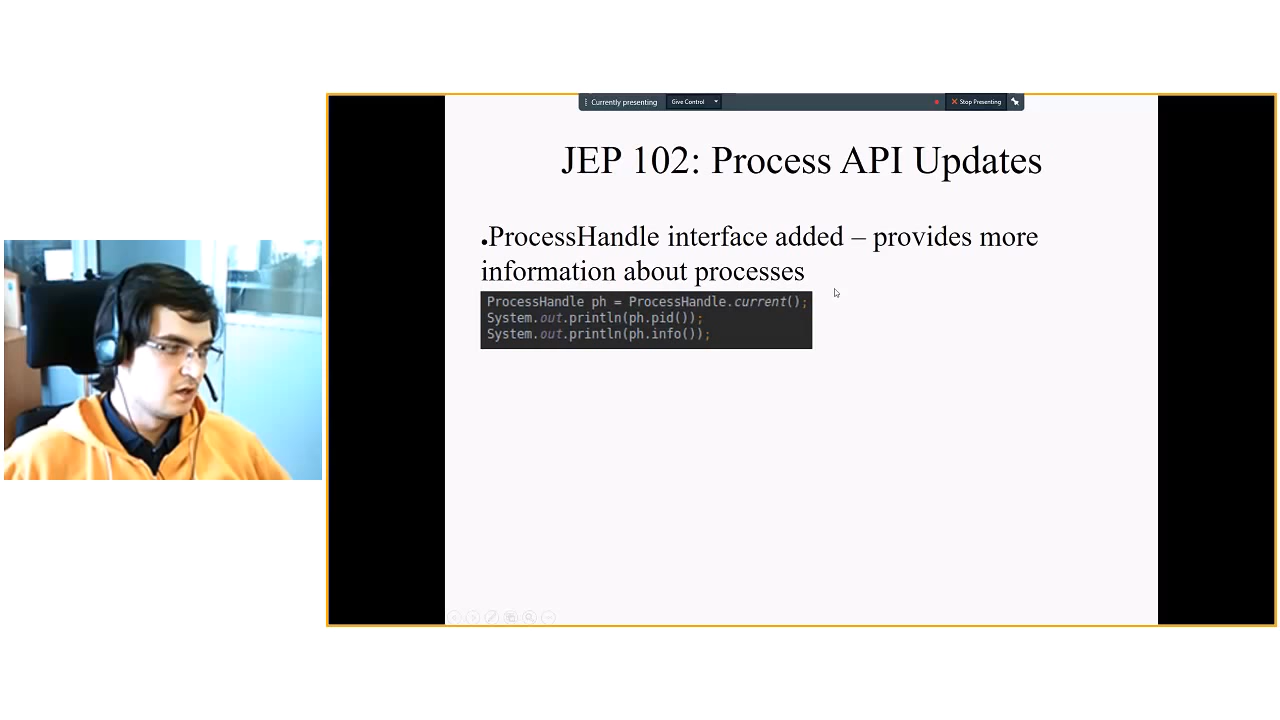 Currently presenting Give Control Stop Presenting
JEP 102: Process API Updates
•ProcessHandle interface added – provides more
information about processes
ProcessHandle ph = ProcessHandle.current();
System.out.println(ph.pid());
System.out.println(ph.info());